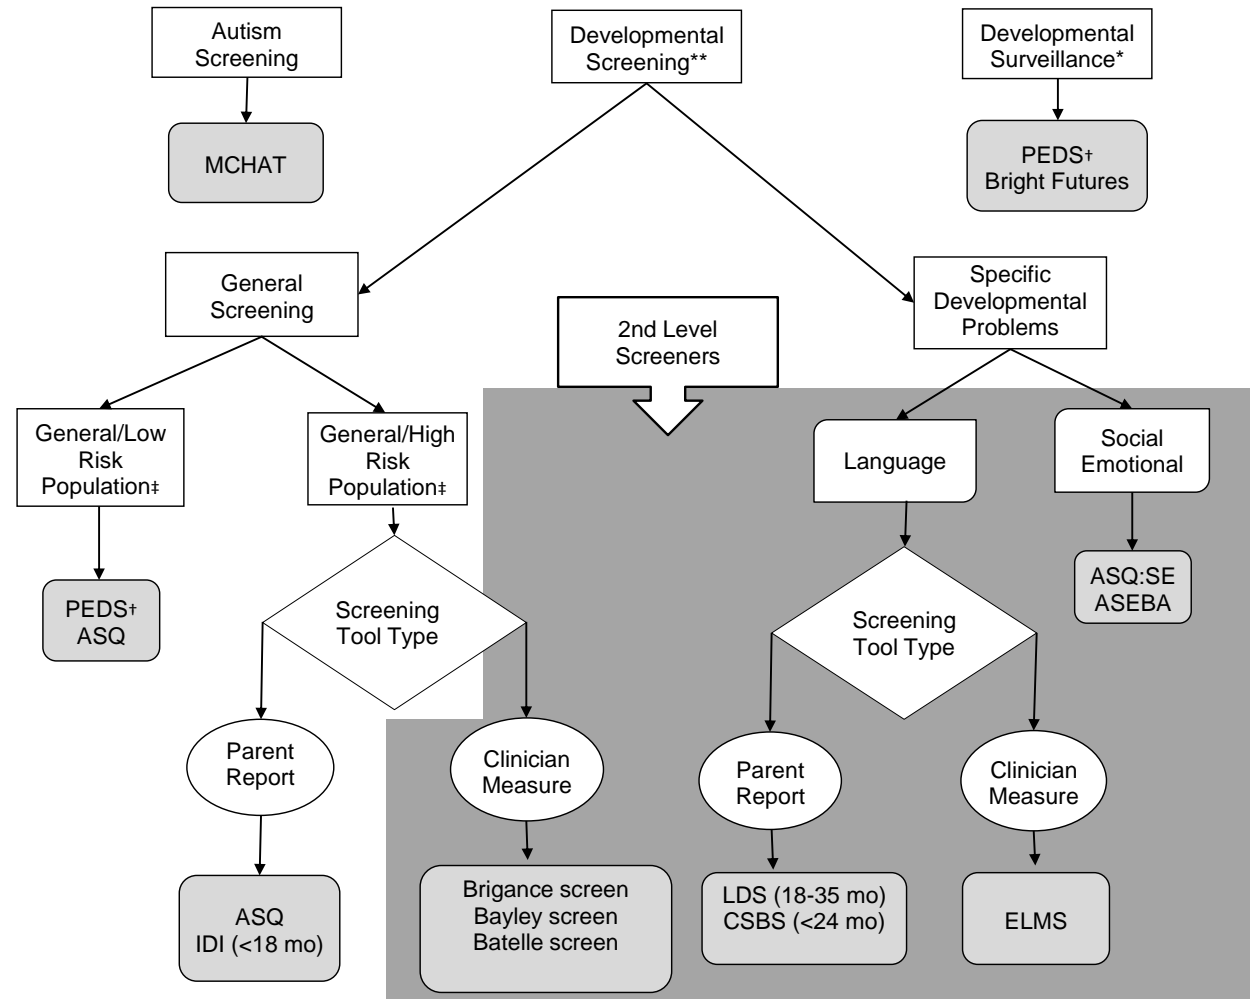 Autism
Screening
Developmental
Screening**
Developmental
Surveillance*
MCHAT
PEDS†
Bright Futures
General
Screening
2nd Level
Screeners
Specific
Developmental
Problems
General/Low
Risk
Population‡
General/High
Risk
Population‡
Language
Social
Emotional
PEDS†
ASQ
Screening
Tool Type
Screening
Tool Type
ASQ:SE
ASEBA
Parent
Report
Clinician
Measure
Parent
Report
Clinician
Measure
ASQ
IDI (<18 mo)
Brigance screen
Bayley screen
Batelle screen
LDS (18-35 mo)
CSBS (<24 mo)
ELMS